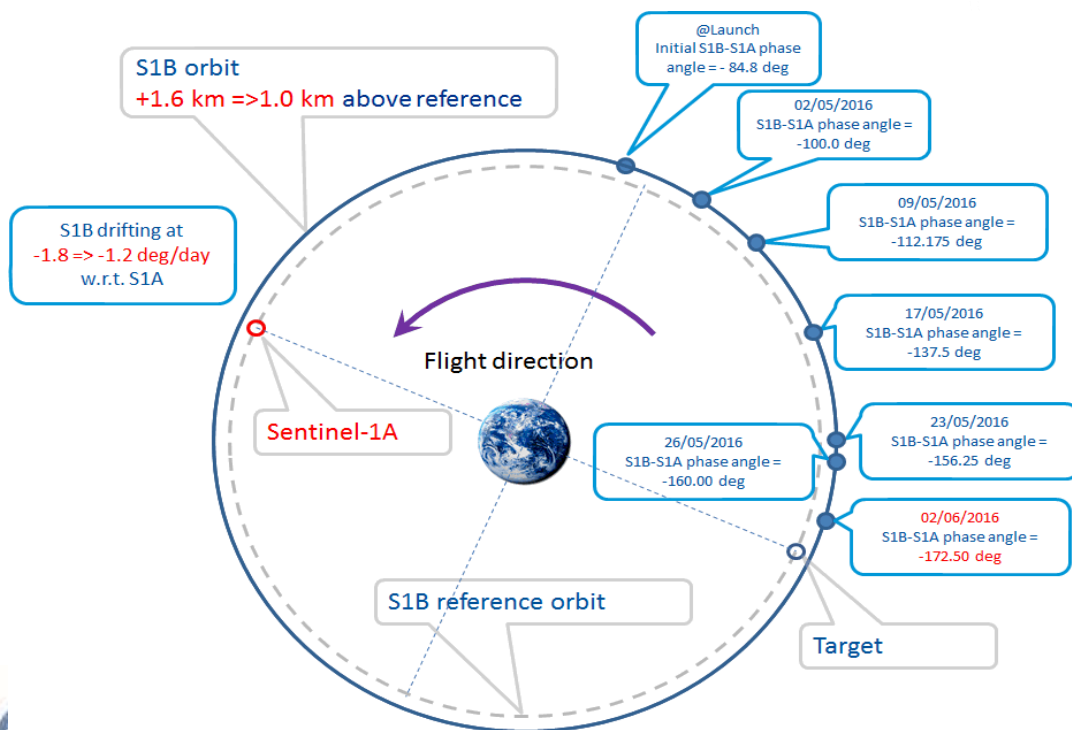 @Launch
Initial S1B-S1A phase
angle = - 84.8 deg
S1B orbit
+1.6 km =>1.0 km above reference
02/05/2016
S1B-S1A phase angle =
-100.0 deg
09/05/2016
S1B-S1A phase angle =
-112.175 deg
S1B drifting at
-1.8 => -1.2 deg/day
w.r.t. S1A
17/05/2016
S1B-S1A phase angle =
-137.5 deg
Flight direction
Sentinel-1A
23/05/2016
S1B-S1A phase angle =
-156.25 deg
26/05/2016
S1B-S1A phase angle =
-160.00 deg
02/06/2016
S1B-S1A phase angle =
-172.50 deg
S1B reference orbit
Target